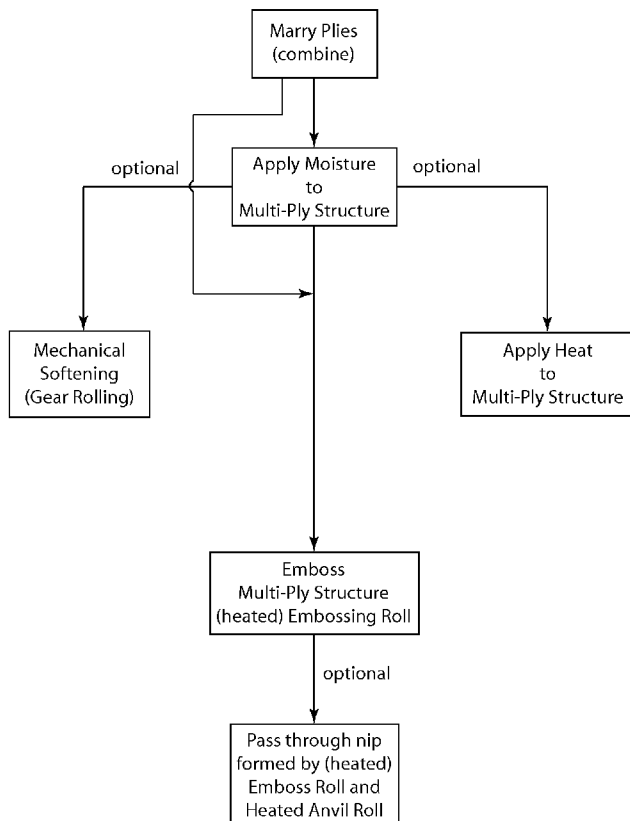 Marry Plies
(combine)
optional
Apply Moisture
to
Multi-Ply Structure
optional
Mechanical
Softening
(Gear Rolling)
Apply Heat
to
Multi-Ply Structure
Emboss
Multi-Ply Structure
(heated) Embossing Roll
optional
Pass through nip
formed by (heated)
Emboss Roll and
Heated Anvil Roll